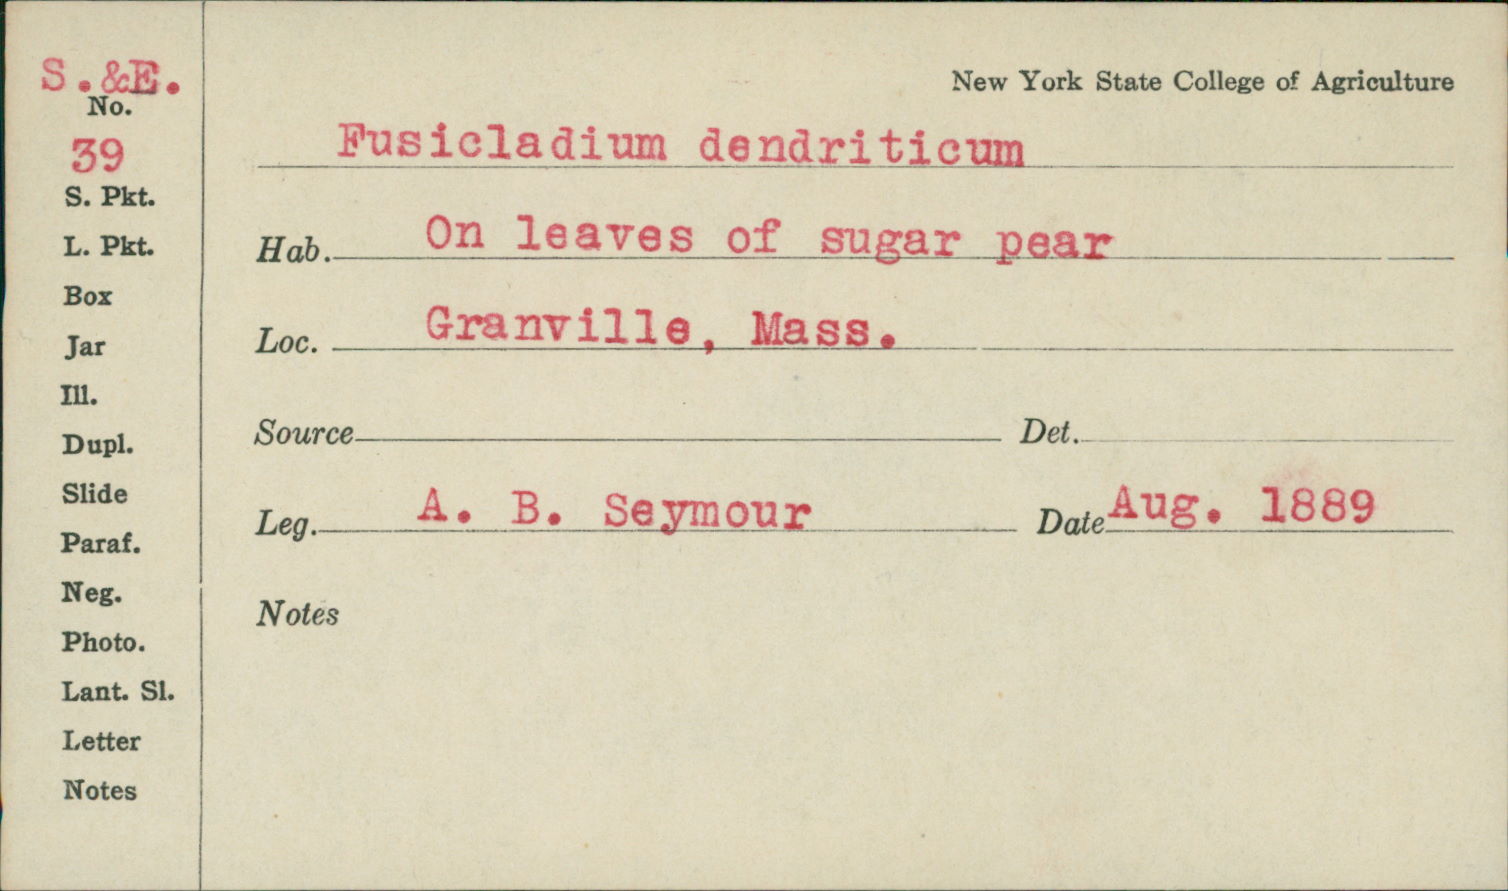 S.&E.
No.
39
S. Pkt.
L. Pkt.
Box
Jar
Ill.
Dupl.
Slide
Paraf.
Neg.
Photo.
Lant. Sl.
Letter
Notes
New York State College of Agriculture
Fusicladium dendriticum
Hab. On leaves of sugar pear
Loc. Granville, Mass.
Source Det.
Leg. A. B. Seymour Date Aug. 1889
Notes